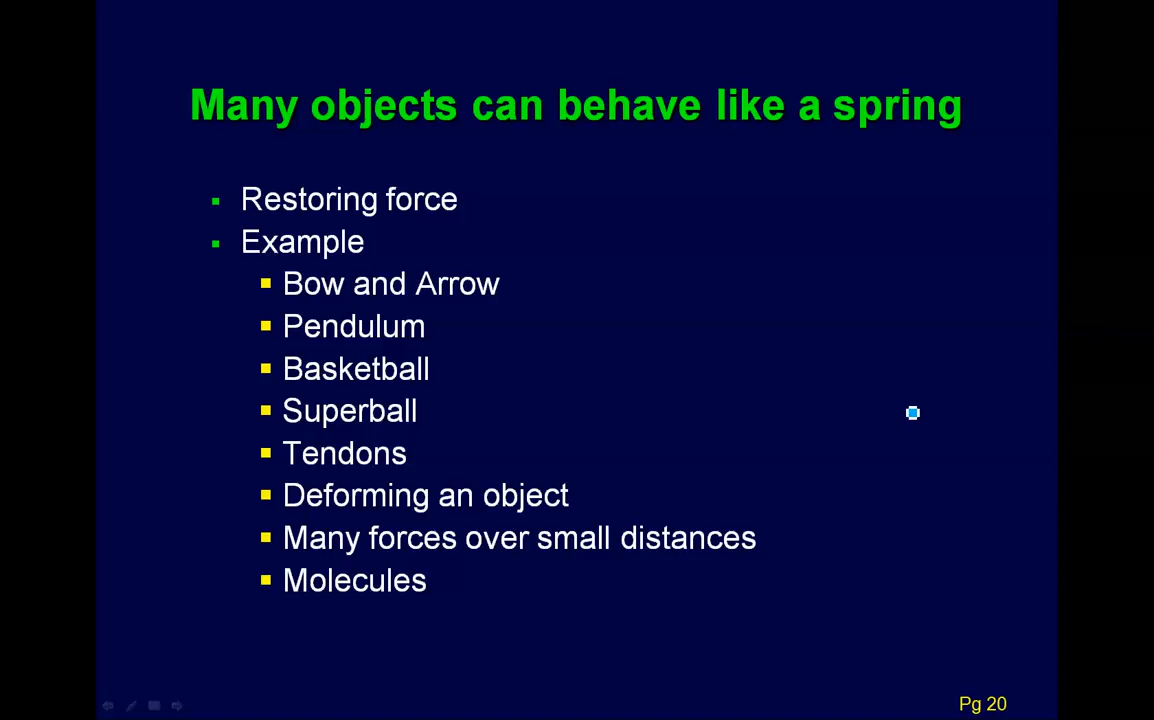 Many objects can behave like a spring
Restoring force
Example
Bow and Arrow
Pendulum
Basketball
Superball
Tendons
Deforming an object
Many forces over small distances
Molecules
Pg 20